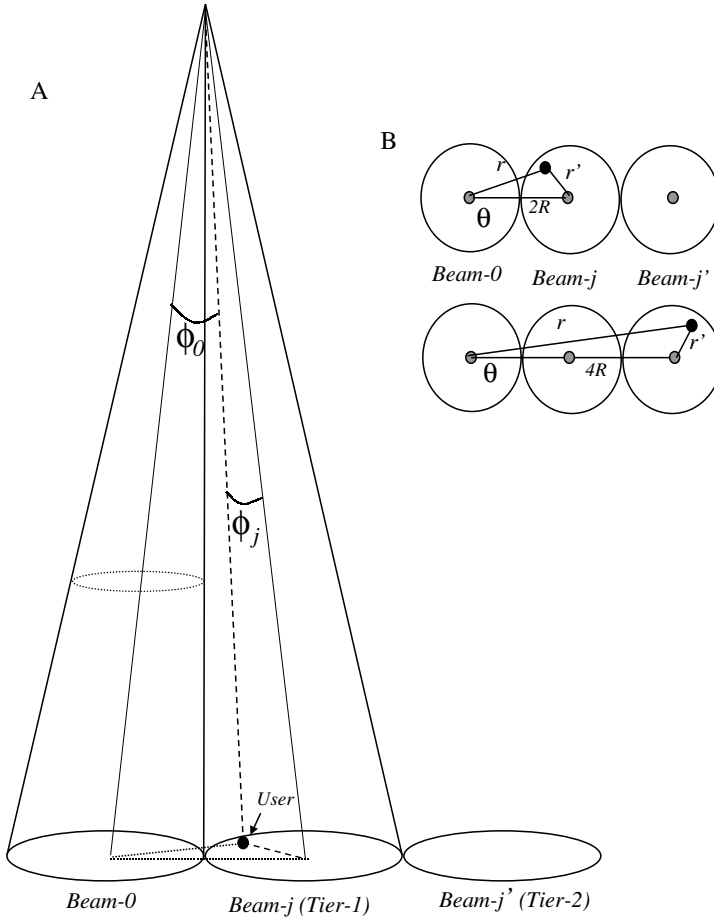 A
B
r
r'
2R
θ
Beam-0
Beam-j
Beam-j'
r
r'
4R
θ
ϕ0
ϕj
User
Beam-0
Beam-j (Tier-1)
Beam-j' (Tier-2)